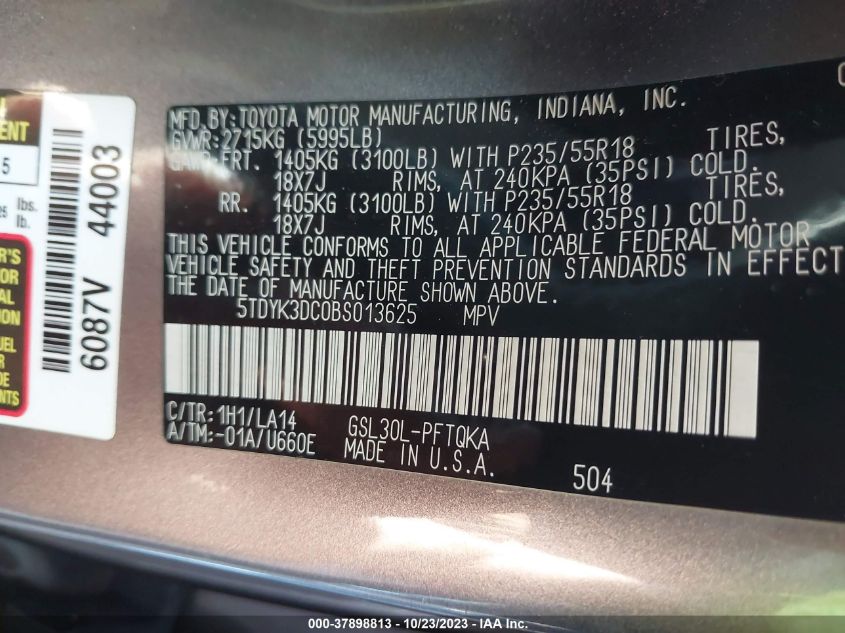 MFD. BY: TOYOTA MOTOR MANUFACTURING, INDIANA, INC.
GVWR: 2715KG (5995LB)
GAWR FRT. 1405KG (3100LB) WITH P235/55R18 TIRES,
18X7J RIMS, AT 240KPA (35PSI) COLD.
RR. 1405KG (3100LB) WITH P235/55R18 TIRES,
18X7J RIMS, AT 240KPA (35PSI) COLD.
THIS VEHICLE CONFORMS TO ALL APPLICABLE FEDERAL MOTOR
VEHICLE SAFETY AND THEFT PREVENTION STANDARDS IN EFFECT
THE DATE OF MANUFACTURE SHOWN ABOVE.
5TDYK3DC0BS013625 MPV
C/TR: 1H1/LA14 GSL30L-PFTQKA
A/TM: -01A/U660E MADE IN U.S.A.
504
6087V 44003
lbs.
lb.
000-37898813 - 10/23/2023 - IAAI.com